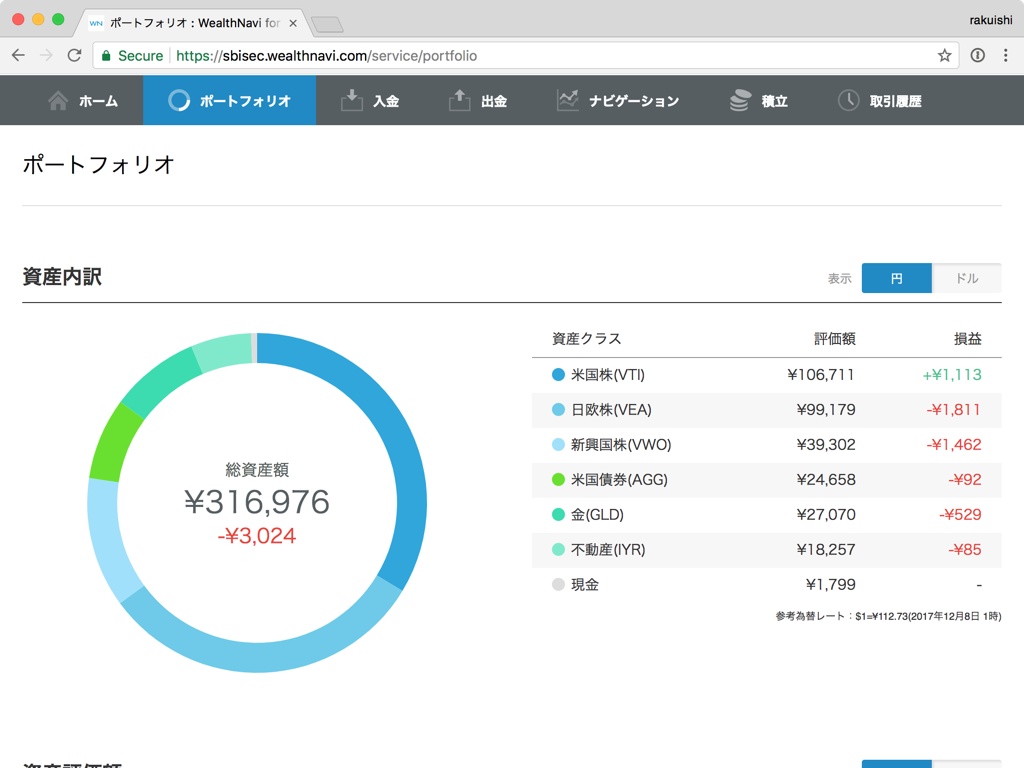 WN ポートフォリオ : WealthNavi for
rakuishi
Secure https://sbisec.wealthnavi.com/service/portfolio
ホーム ポートフォリオ 入金 出金 ナビゲーション 積立 取引履歴
ポートフォリオ
資産内訳 表示 円 ドル
総資産額
¥316,976
-¥3,024
資産クラス 評価額 損益
米国株(VTI) ¥106,711 +¥1,113
日欧株(VEA) ¥99,179 -¥1,811
新興国株(VWO) ¥39,302 -¥1,462
米国債券(AGG) ¥24,658 -¥92
金(GLD) ¥27,070 -¥529
不動産(IYR) ¥18,257 -¥85
現金 ¥1,799 -
参考為替レート：$1=¥112.73(2017年12月8日 1時)